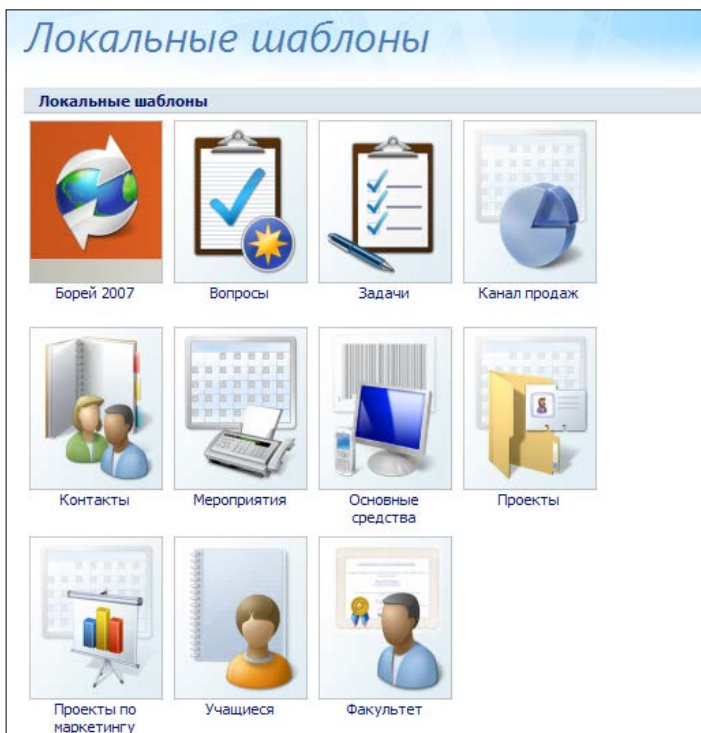 Локальные шаблоны
Локальные шаблоны
Борей 2007
Вопросы
Задачи
Канал продаж
Контакты
Мероприятия
Основные
средства
Проекты
Проекты по
маркетингу
Учащиеся
Факультет